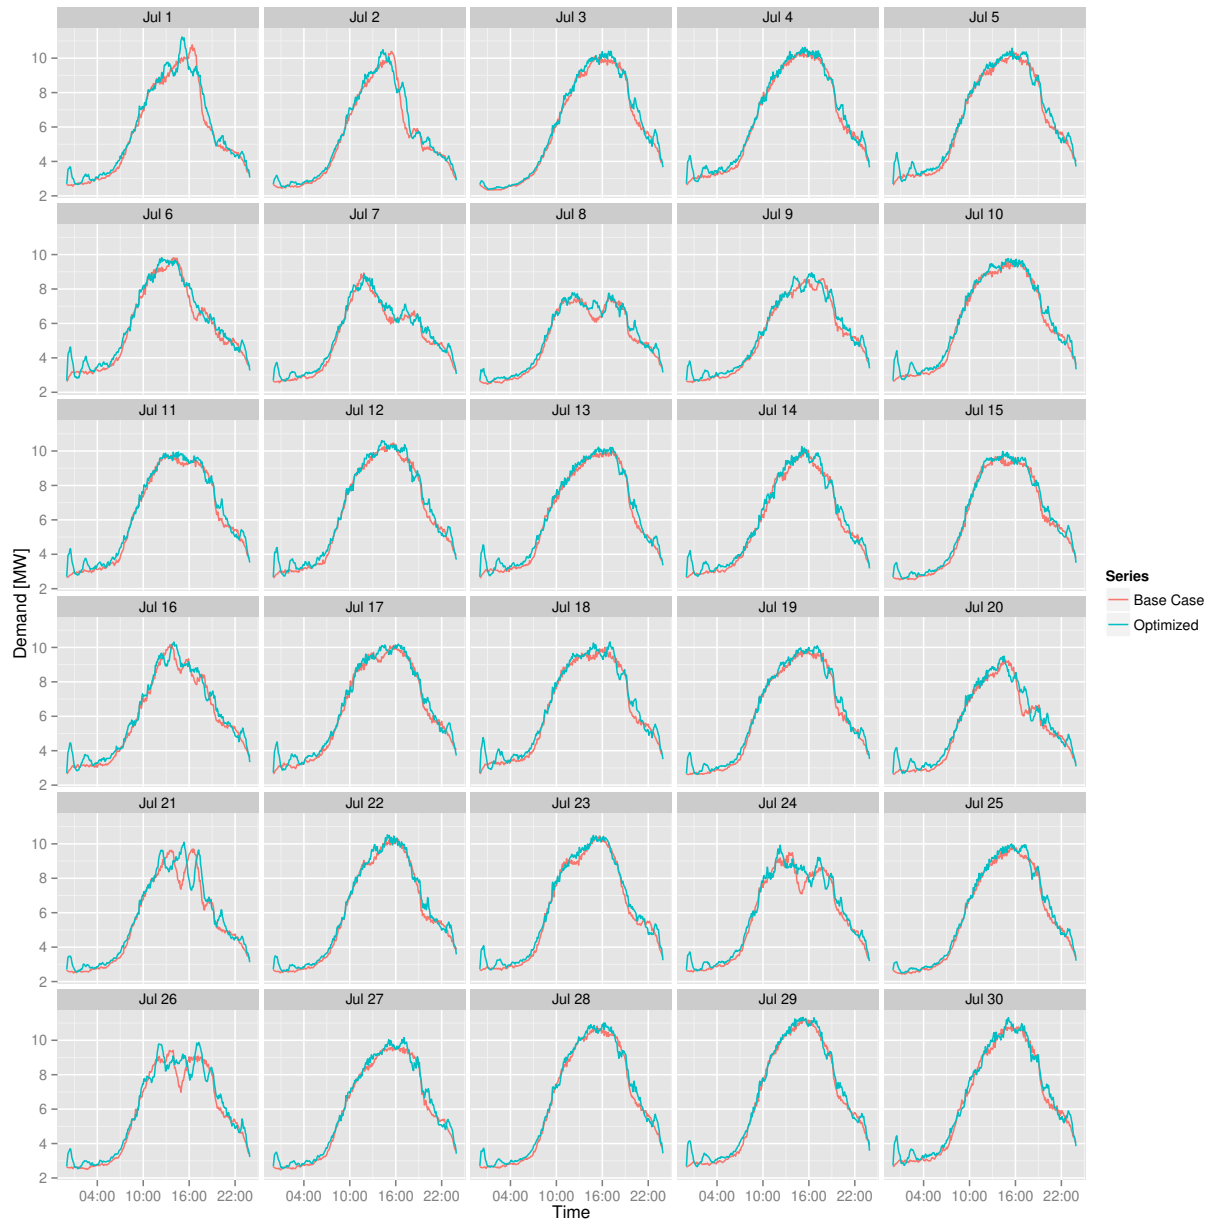 Jul 1
Jul 2
Jul 3
Jul 4
Jul 5
10
8
6
4
2
Jul 6
Jul 7
Jul 8
Jul 9
Jul 10
10
8
6
4
2
Jul 11
Jul 12
Jul 13
Jul 14
Jul 15
10
8
6
4
2
Jul 16
Jul 17
Jul 18
Jul 19
Jul 20
10
8
6
4
2
Jul 21
Jul 22
Jul 23
Jul 24
Jul 25
10
8
6
4
2
Jul 26
Jul 27
Jul 28
Jul 29
Jul 30
10
8
6
4
2
04:00 10:00 16:00 22:00
04:00 10:00 16:00 22:00
04:00 10:00 16:00 22:00
04:00 10:00 16:00 22:00
04:00 10:00 16:00 22:00
Time
Demand [MW]
Series
Base Case
Optimized